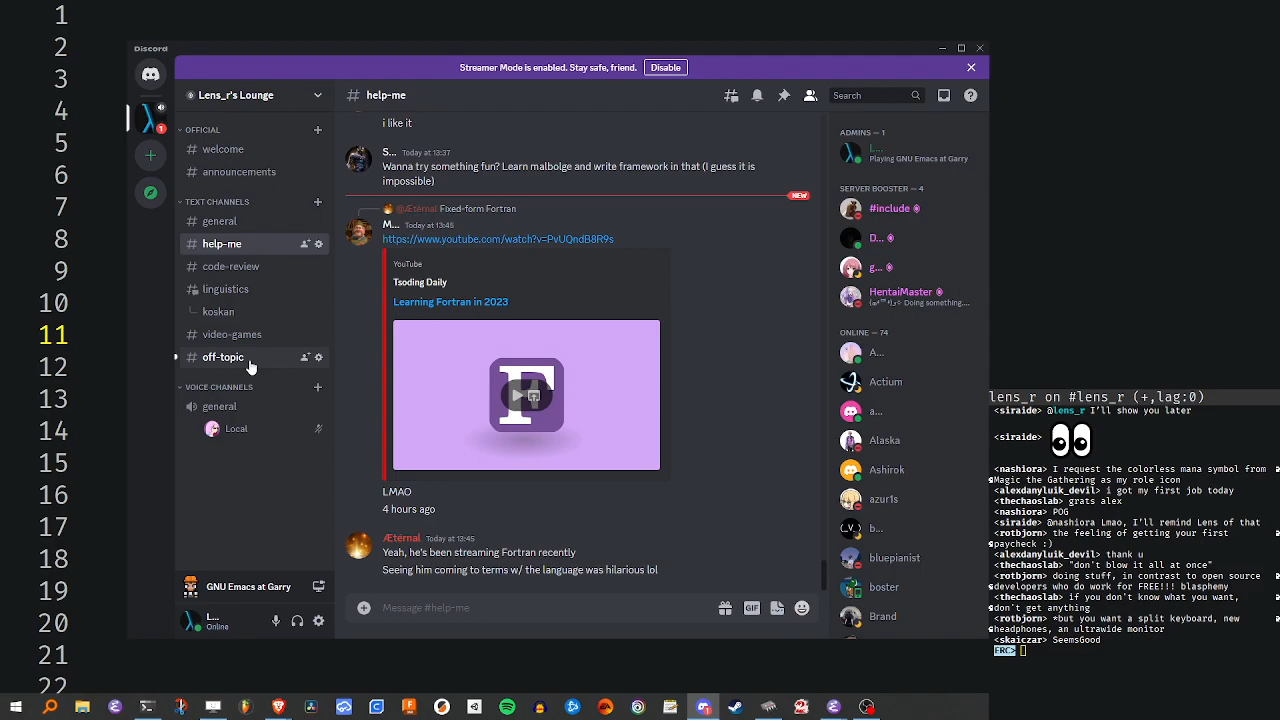 1
2
3
4
5
6
7
8
9
10
11
12
13
14
15
16
17
18
19
20
21
22
Discord
Streamer Mode is enabled. Stay safe, friend.
Disable
Lens_r's Lounge
OFFICIAL
welcome
announcements
TEXT CHANNELS
general
help-me
code-review
linguistics
koskan
video-games
off-topic
VOICE CHANNELS
general
Local
GNU Emacs at Garry
L...
Online
help-me
Search
i like it
S... Today at 13:37
Wanna try something fun? Learn malbolge and write framework in that (I guess it is
impossible)
NEW
@Ætérnal Fixed-form Fortran
M... Today at 13:45
https://www.youtube.com/watch?v=PvUQndB8R9s
YouTube
Tsoding Daily
Learning Fortran in 2023
F
LMAO
4 hours ago
Ætérnal Today at 13:45
Yeah, he's been streaming Fortran recently
Seeing him coming to terms w/ the language was hilarious lol
Message #help-me
GIF
ADMINS — 1
L...
Playing GNU Emacs at Garry
SERVER BOOSTER — 4
#include
D...
g...
HentaiMaster
Doing something....
ONLINE — 74
A...
Actium
a...
Alaska
Ashirok
azur1s
b...
bluepianist
boster
Brand
lens_r on #lens_r (+,lag:0)
<siraide> @lens_r I'll show you later
<siraide>
<nashiora> I request the colorless mana symbol from
Magic the Gathering as my role icon
<alexdanyluik_devil> i got my first job today
<thechaoslab> grats alex
<nashiora> POG
<siraide> @nashiora Lmao, I'll remind Lens of that
<rotbjorn> the feeling of getting your first
paycheck :)
<alexdanyluik_devil> thank u
<thechaoslab> "don't blow it all at once"
<rotbjorn> doing stuff, in contrast to open source
developers who do work for FREE!!! blasphemy
<thechaoslab> if you don't know what you want,
don't get anything
<rotbjorn> *but you want a split keyboard, new
headphones, an ultrawide monitor
<skaiczar> SeemsGood
ERC>